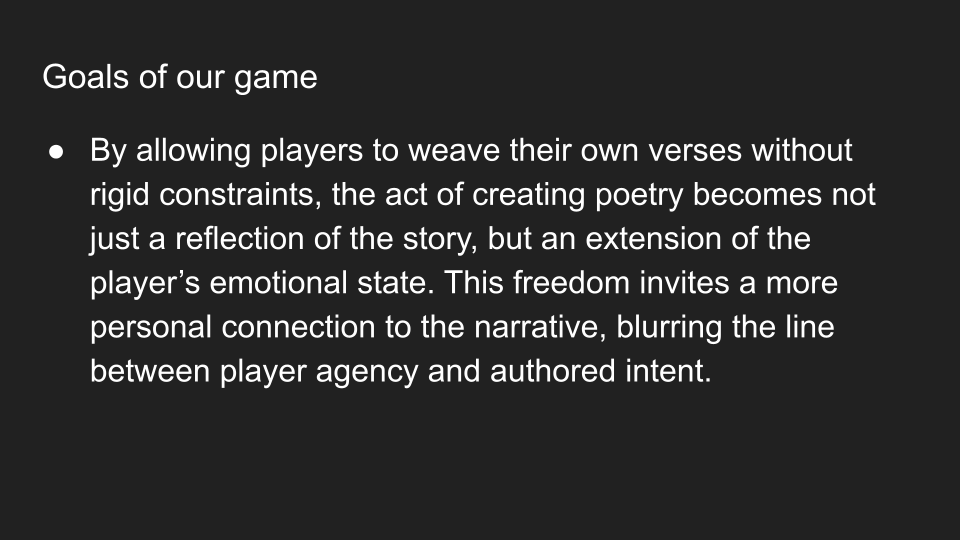 Goals of our game
● By allowing players to weave their own verses without
rigid constraints, the act of creating poetry becomes not
just a reflection of the story, but an extension of the
player’s emotional state. This freedom invites a more
personal connection to the narrative, blurring the line
between player agency and authored intent.